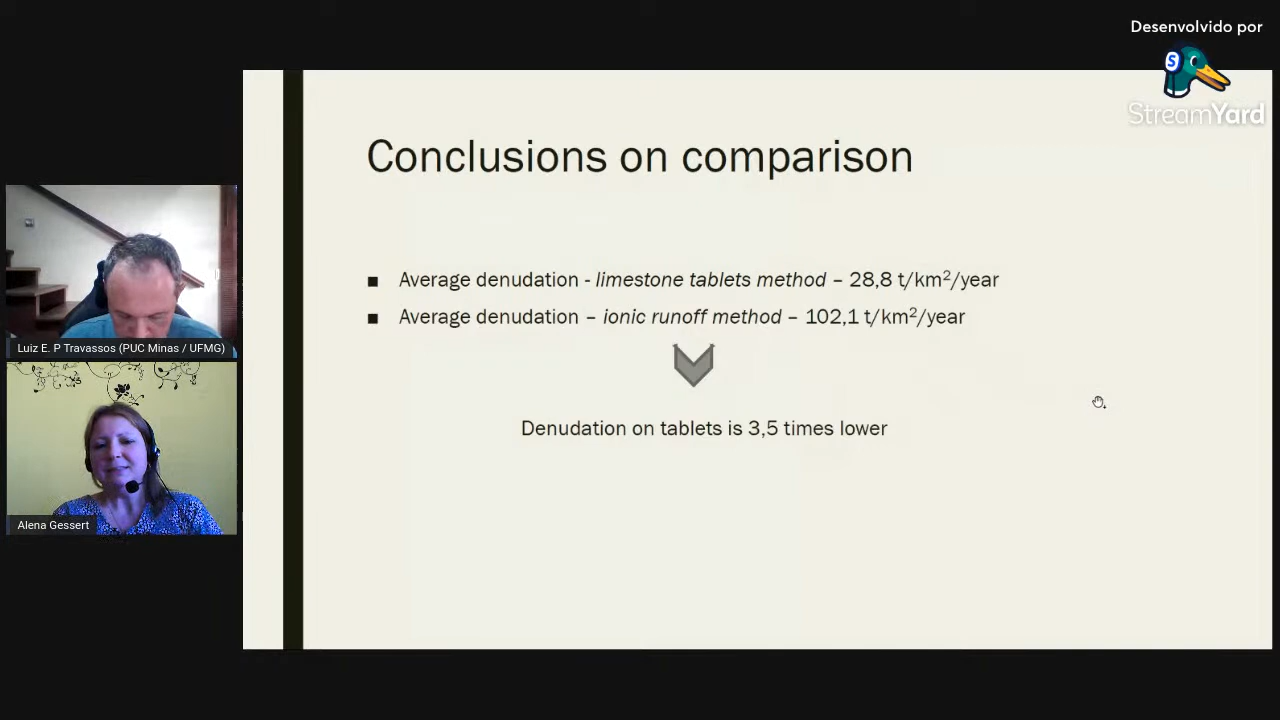 Desenvolvido por
StreamYard
Conclusions on comparison
■ Average denudation - limestone tablets method – 28,8 t/km²/year
■ Average denudation – ionic runoff method – 102,1 t/km²/year
Denudation on tablets is 3,5 times lower
Luiz E. P Travassos (PUC Minas / UFMG)
Alena Gessert